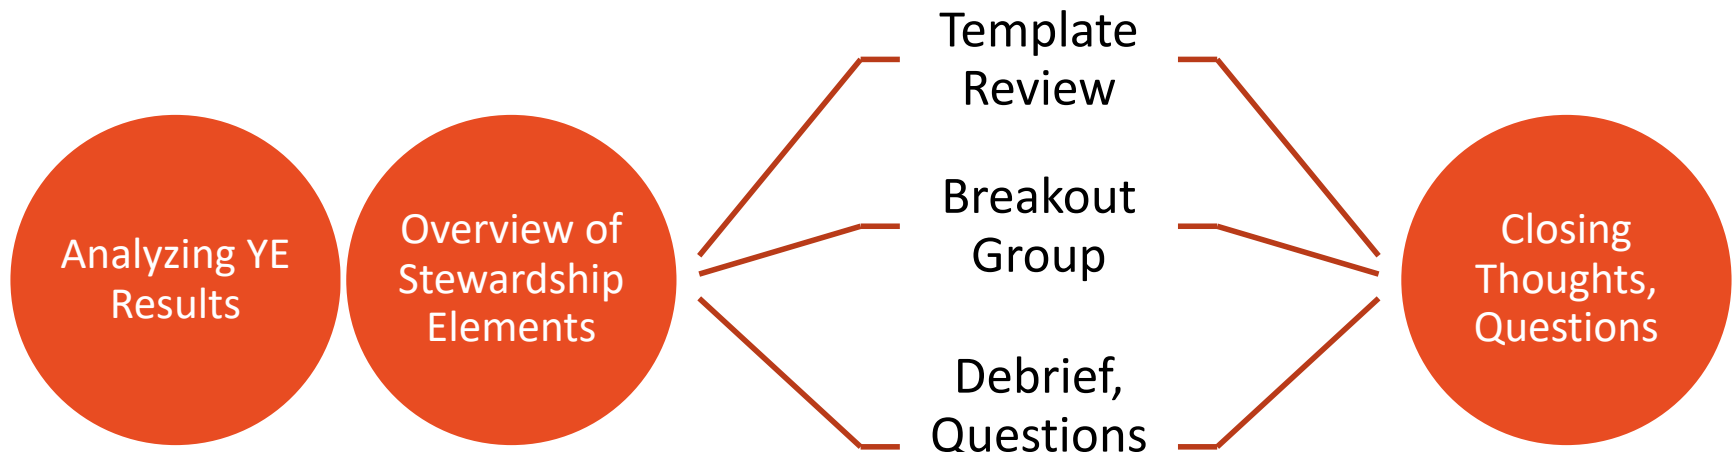 Analyzing YE
Results
Overview of
Stewardship
Elements
Template
Review
Breakout
Group
Debrief,
Questions
Closing
Thoughts,
Questions